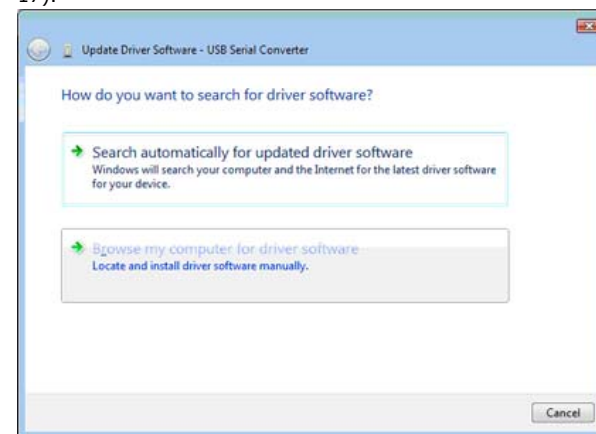 17).
Update Driver Software - USB Serial Converter
How do you want to search for driver software?
Search automatically for updated driver software
Windows will search your computer and the Internet for the latest driver software
for your device.
Browse my computer for driver software
Locate and install driver software manually.
Cancel